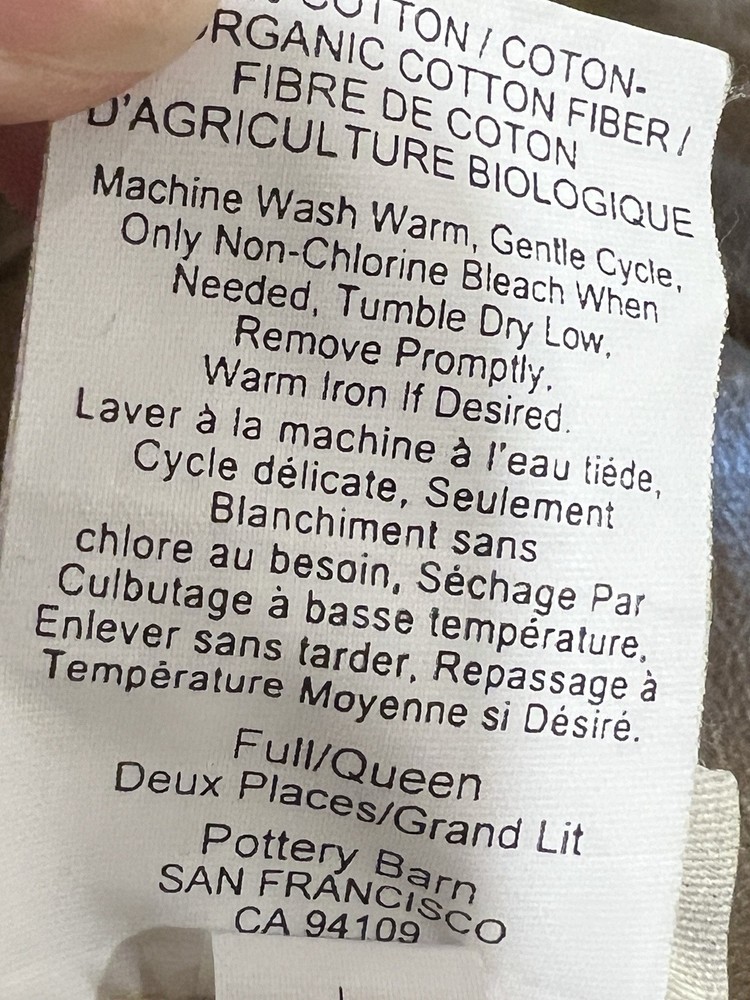 COTTON / COTON-
ORGANIC COTTON FIBER /
FIBRE DE COTON
D'AGRICULTURE BIOLOGIQUE
Machine Wash Warm, Gentle Cycle,
Only Non-Chlorine Bleach When
Needed, Tumble Dry Low,
Remove Promptly,
Warm Iron If Desired.
Laver à la machine à l'eau tiéde,
Cycle délicate, Seulement
Blanchiment sans
chlore au besoin, Séchage Par
Culbutage à basse température,
Enlever sans tarder, Repassage à
Température Moyenne si Désiré.
Full/Queen
Deux Places/Grand Lit
Pottery Barn
SAN FRANCISCO
CA 94109